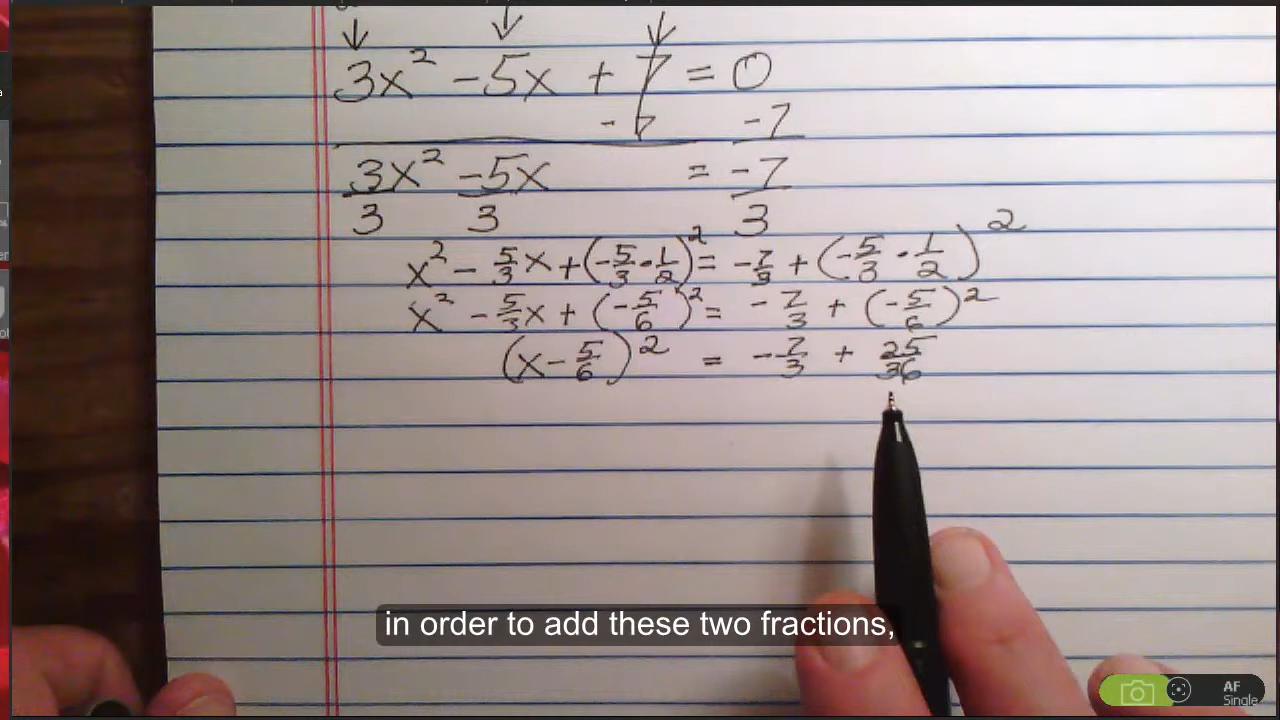 ↓ ↓ ↓
3x² - 5x + 7 = 0
- 7 -7
3x² - 5x = -7
3 3 3
x² - 5/3 x + (-5/3 · 1/2)² = -7/3 + (-5/3 · 1/2)²
x² - 5/3 x + (-5/6)² = -7/3 + (-5/6)²
(x - 5/6)² = -7/3 + 25/36
in order to add these two fractions,
AF
Single